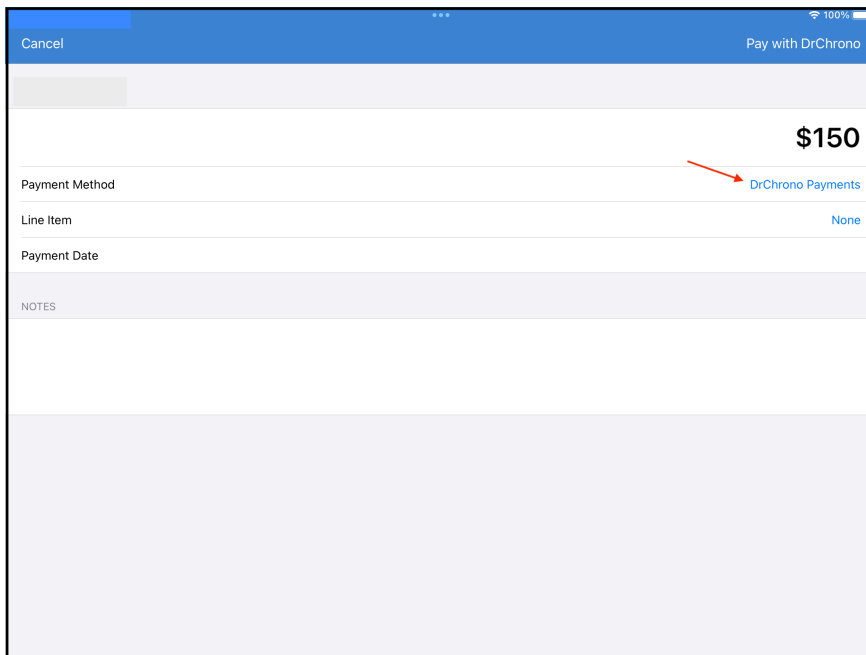 100%
Cancel Pay with DrChrono
$150
Payment Method DrChrono Payments
Line Item None
Payment Date
NOTES